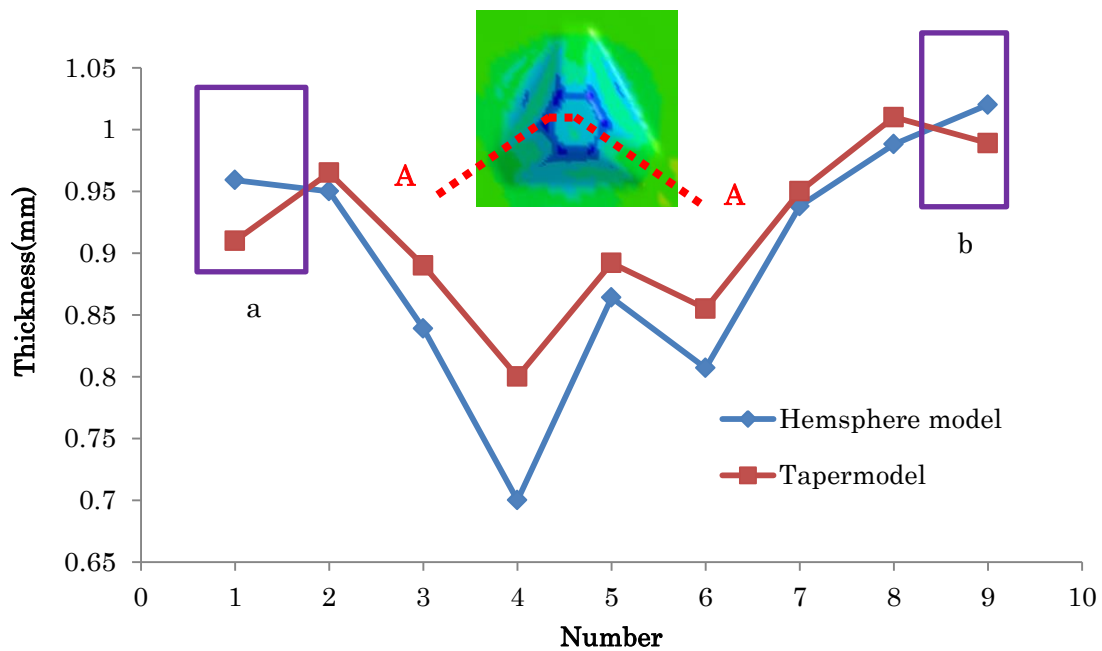 1.05
1
0.95
0.9
0.85
0.8
0.75
0.7
0.65
Thickness(mm)
0 1 2 3 4 5 6 7 8 9 10
Number
A
A
a
b
Hemsphere model
Tapermodel